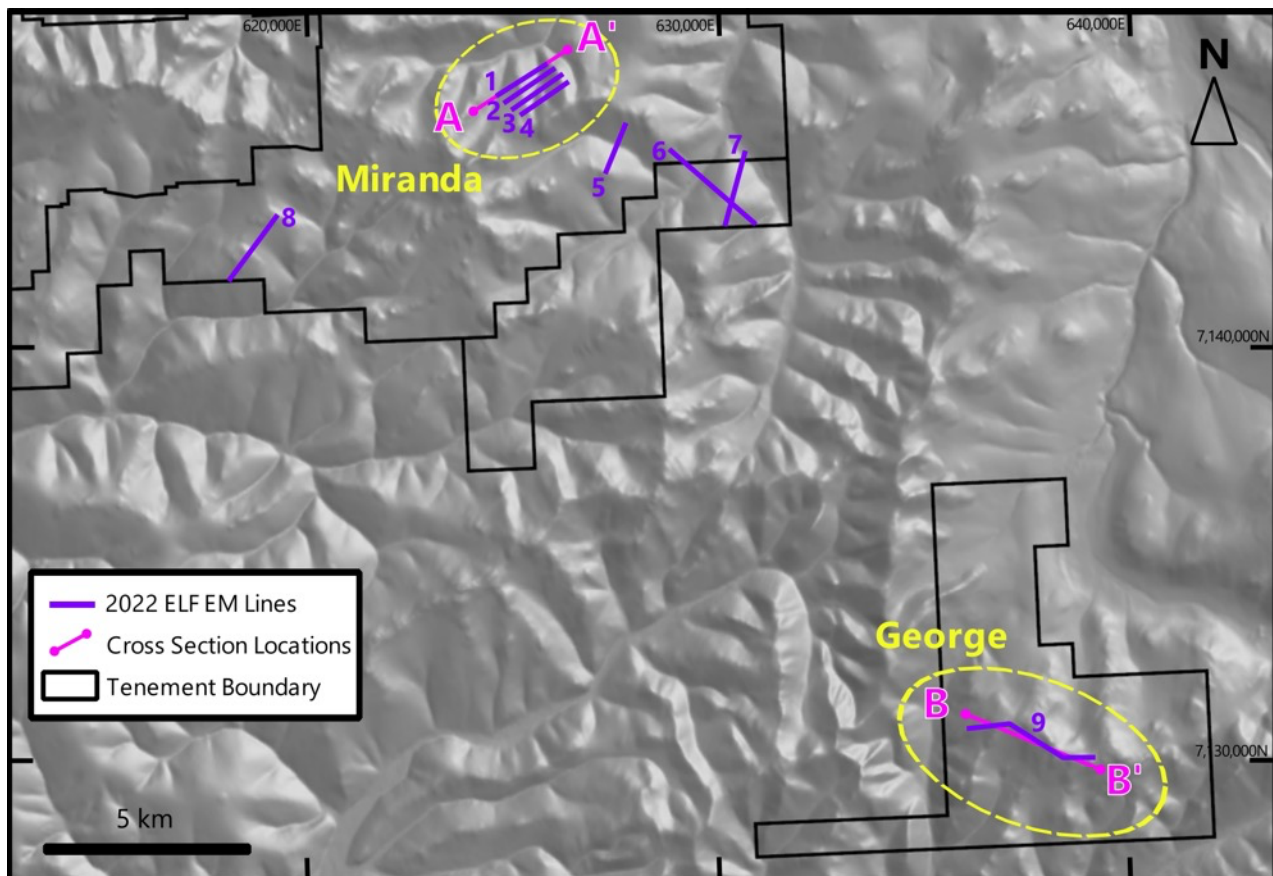 620,000E
630,000E
640,000E
A'
N
1
A
2
3
4
7
6
Miranda
5
8
7,140,000N
2022 ELF EM Lines
Cross Section Locations
Tenement Boundary
George
B
9
7,130,000N
B'
5 km